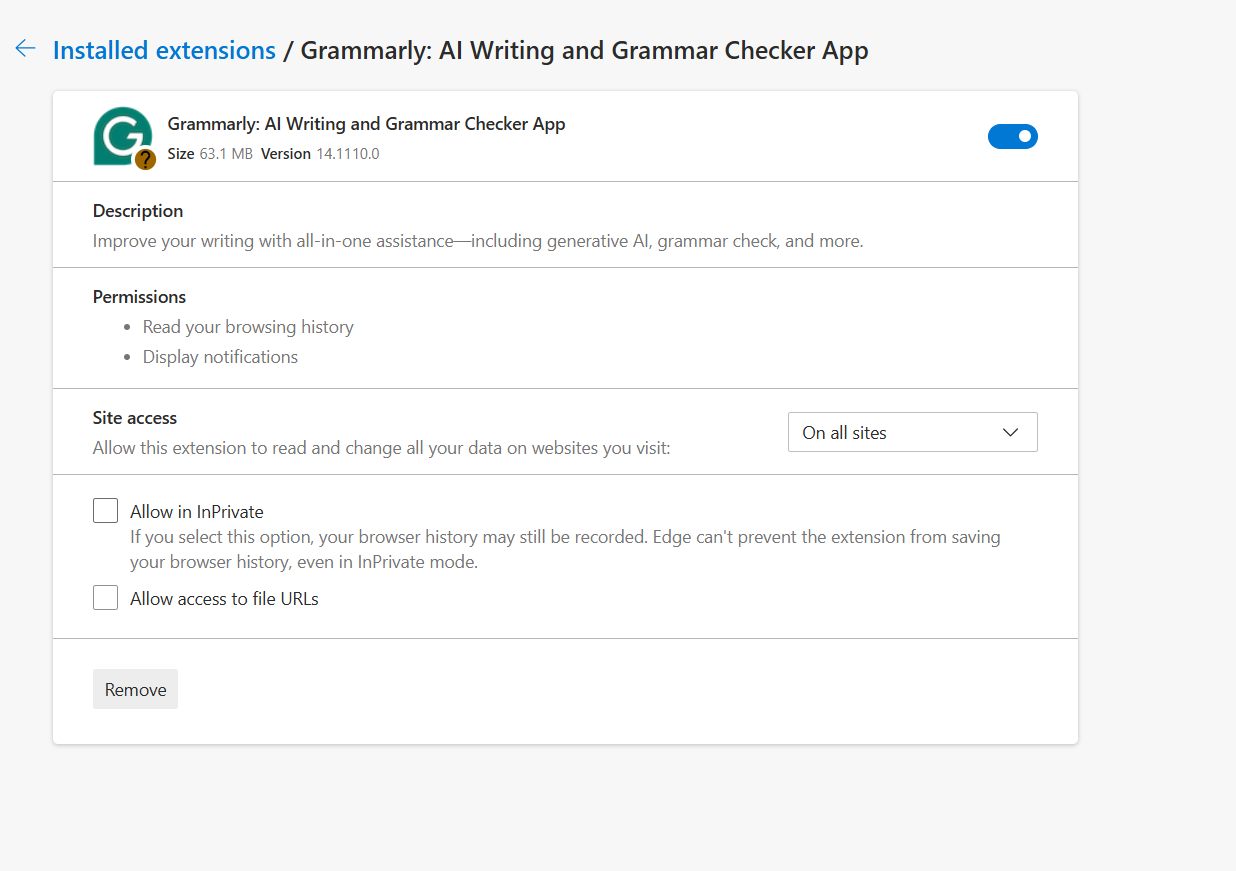 Installed extensions / Grammarly: AI Writing and Grammar Checker App
Grammarly: AI Writing and Grammar Checker App
Size 63.1 MB Version 14.1110.0
Description
Improve your writing with all-in-one assistance—including generative AI, grammar check, and more.
Permissions
• Read your browsing history
• Display notifications
Site access
Allow this extension to read and change all your data on websites you visit:
On all sites
Allow in InPrivate
If you select this option, your browser history may still be recorded. Edge can't prevent the extension from saving
your browser history, even in InPrivate mode.
Allow access to file URLs
Remove